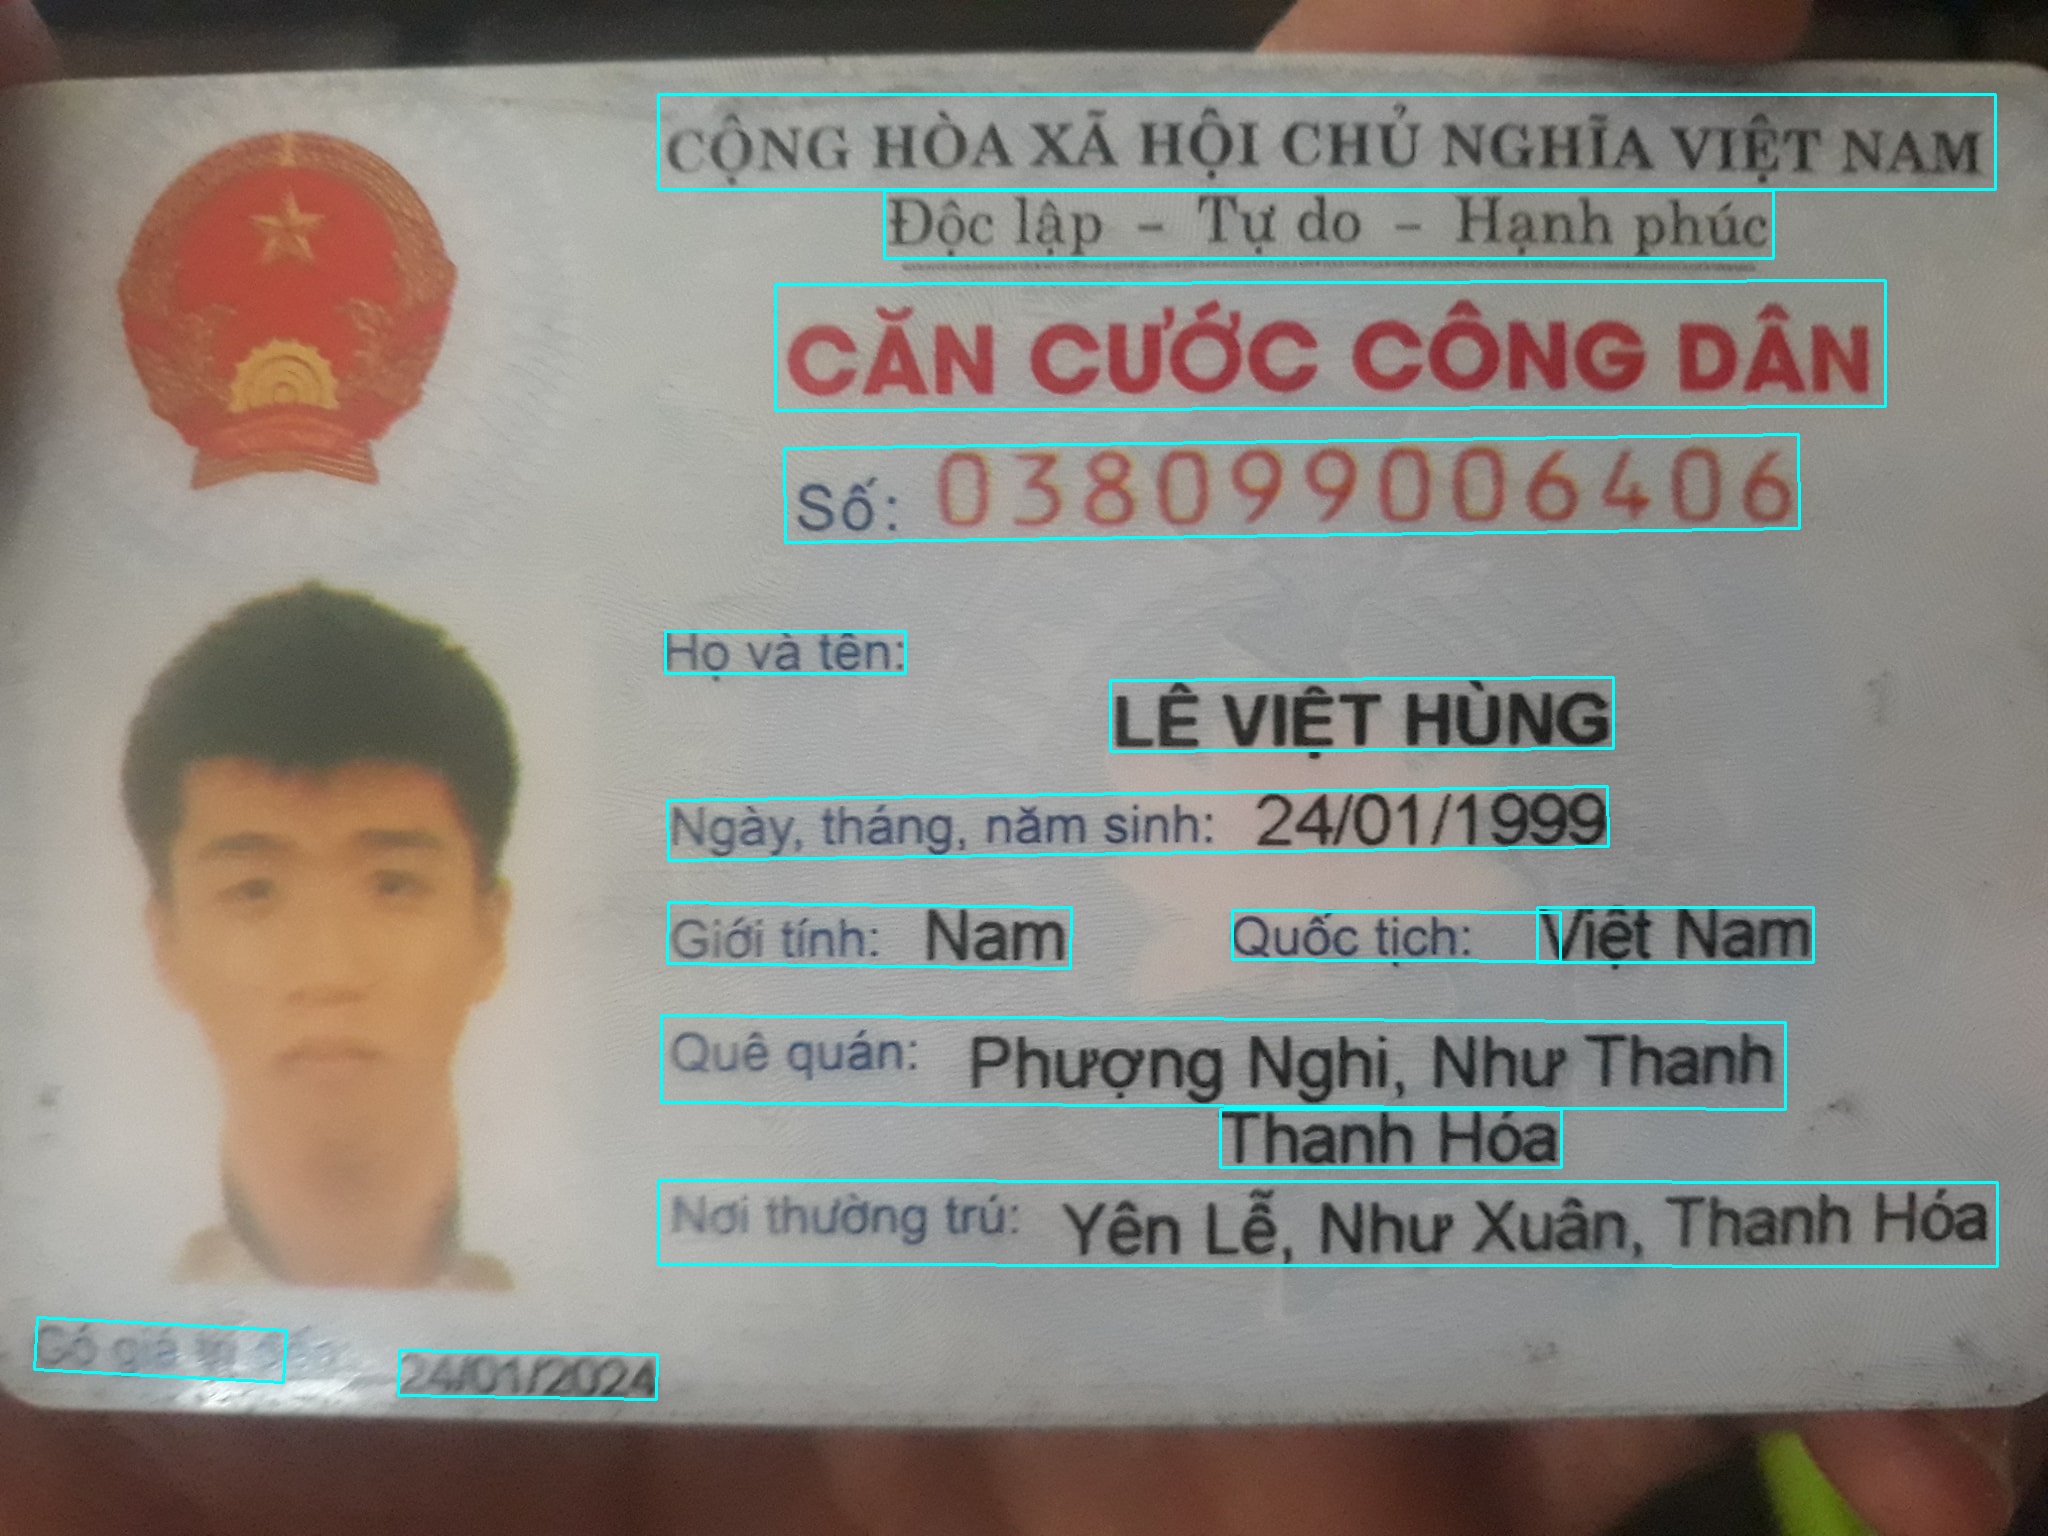 CỘNG HÒA XÃ HỘI CHỦ NGHĨA VIỆT NAM
Độc lập - Tự do - Hạnh phúc
CĂN CƯỚC CÔNG DÂN
Số: 038099006406
Họ và tên:
LÊ VIỆT HÙNG
Ngày, tháng, năm sinh: 24/01/1999
Giới tính: Nam Quốc tịch: Việt Nam
Quê quán: Phượng Nghi, Như Thanh
Thanh Hóa
Nơi thường trú: Yên Lễ, Như Xuân, Thanh Hóa
Có giá trị đến: 24/01/2024